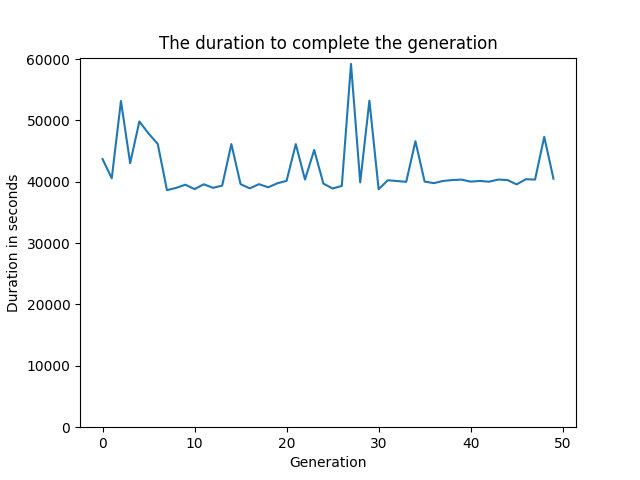 The duration to complete the generation
60000
50000
40000
30000
20000
10000
0
Duration in seconds
0 10 20 30 40 50
Generation